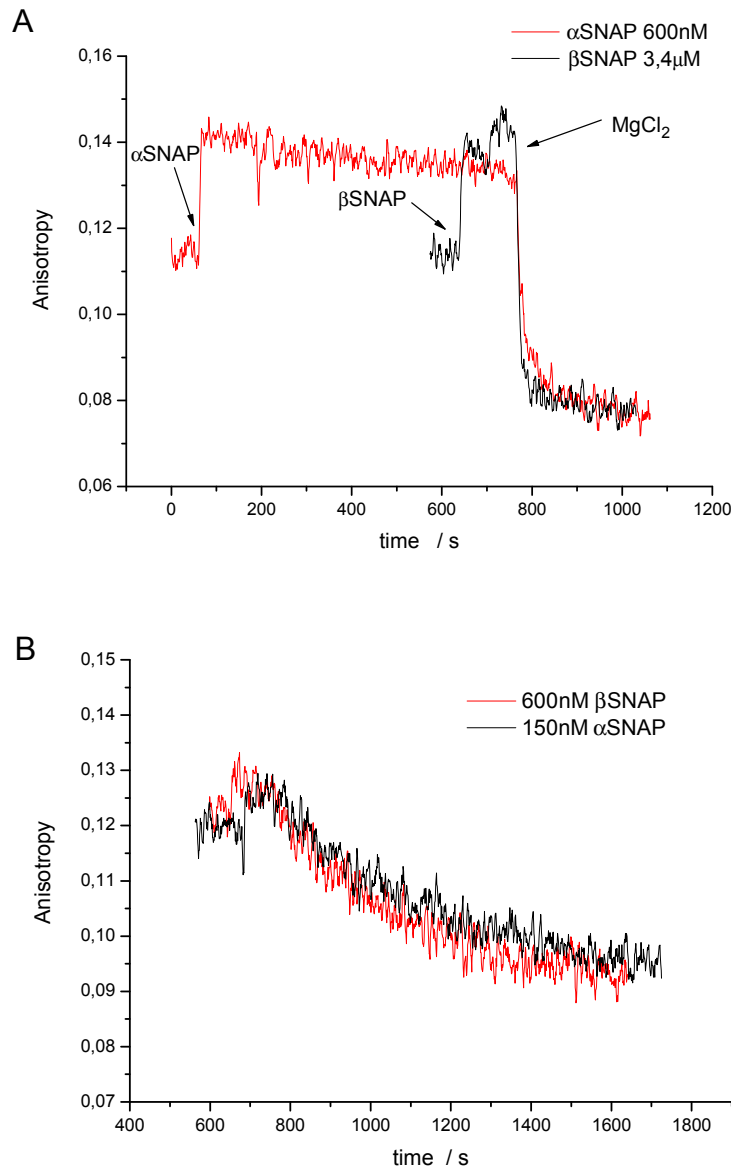 A
αSNAP 600nM
βSNAP 3,4μM
0,16
0,14
0,12
0,10
0,08
0,06
Anisotropy
αSNAP
βSNAP
MgCl₂
0 200 400 600 800 1000 1200
time / s
B
600nM βSNAP
150nM αSNAP
0,15
0,14
0,13
0,12
0,11
0,10
0,09
0,07
Anisotropy
400 600 800 1000 1200 1400 1600 1800
time / s